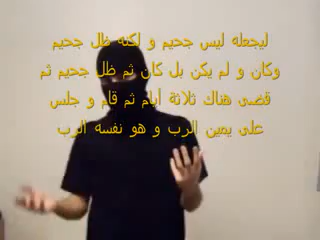 ليجعله ليس جحيم و لكنه ظل جحيم
وكان و لم يكن بل كان ثم ظل جحيم ثم
قضى هناك ثلاثة أيام ثم قام و جلس
على يمين الرب و هو نفسه الرب